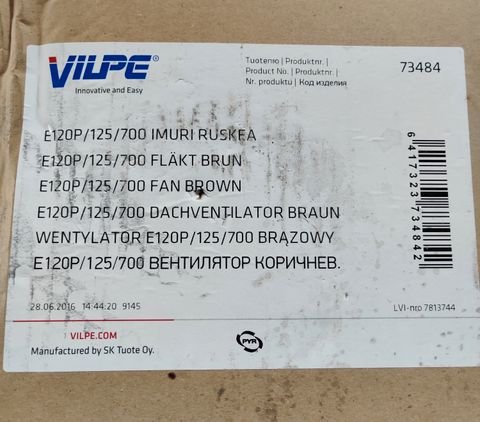 VILPE®
Innovative and Easy
Tuotenro | Produktnr. |
Product No. | Produktnr. |
Nr. produktu | Код изделия
73484
E120P/125/700 IMURI RUSKEA
E120P/125/700 FLÄKT BRUN
E120P/125/700 FAN BROWN
E120P/125/700 DACHVENTILATOR BRAUN
WENTYLATOR E120P/125/700 BRĄZOWY
E120P/125/700 ВЕНТИЛЯТОР КОРИЧНЕВ.
6417323734842
28.06.2016 14:44:20 9145
LVI-nro 7813744
VILPE.COM
Manufactured by SK Tuote Oy.
PYR